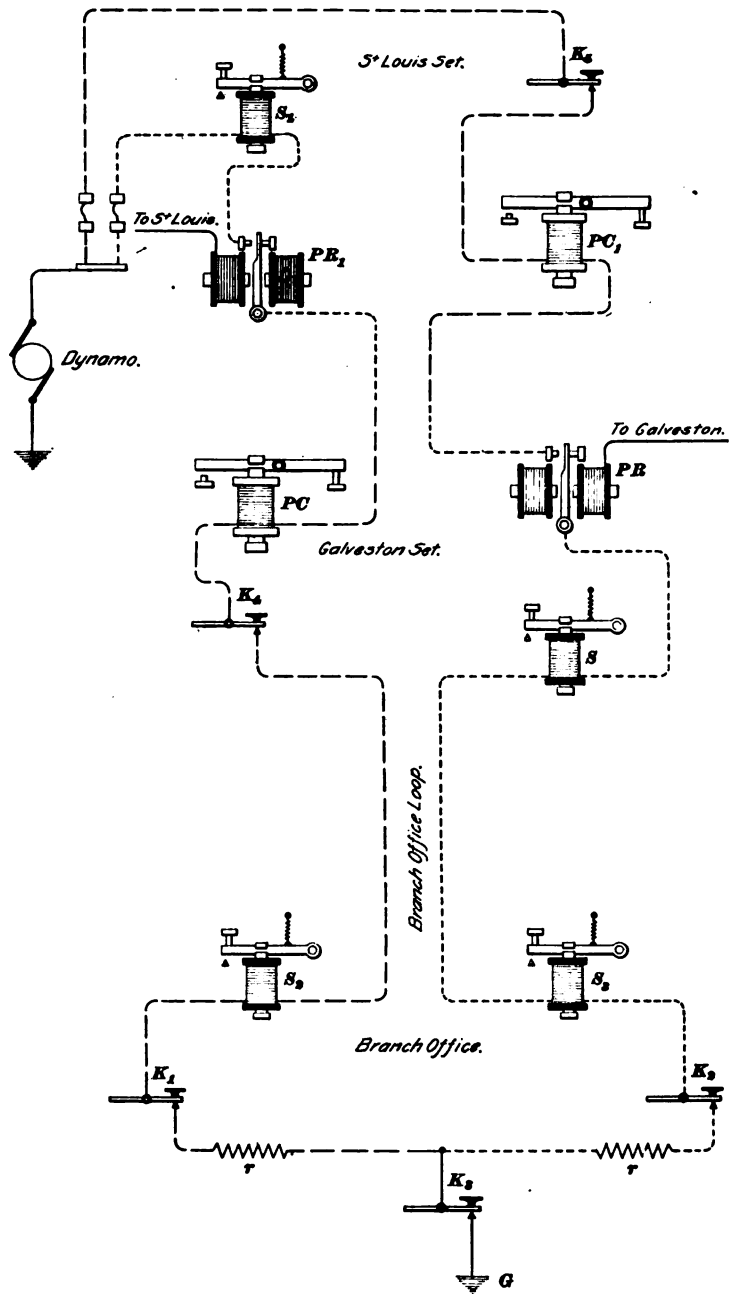 Sᵗ Louis Set.
K₅
S₁
To Sᵗ Louis.
PR₁
PC₁
Dynamo.
To Galveston.
PC
PR
Galveston Set.
K₄
S
Branch Office Loop.
S₂
S₃
Branch Office.
K₁
K₂
r
r
K₃
G